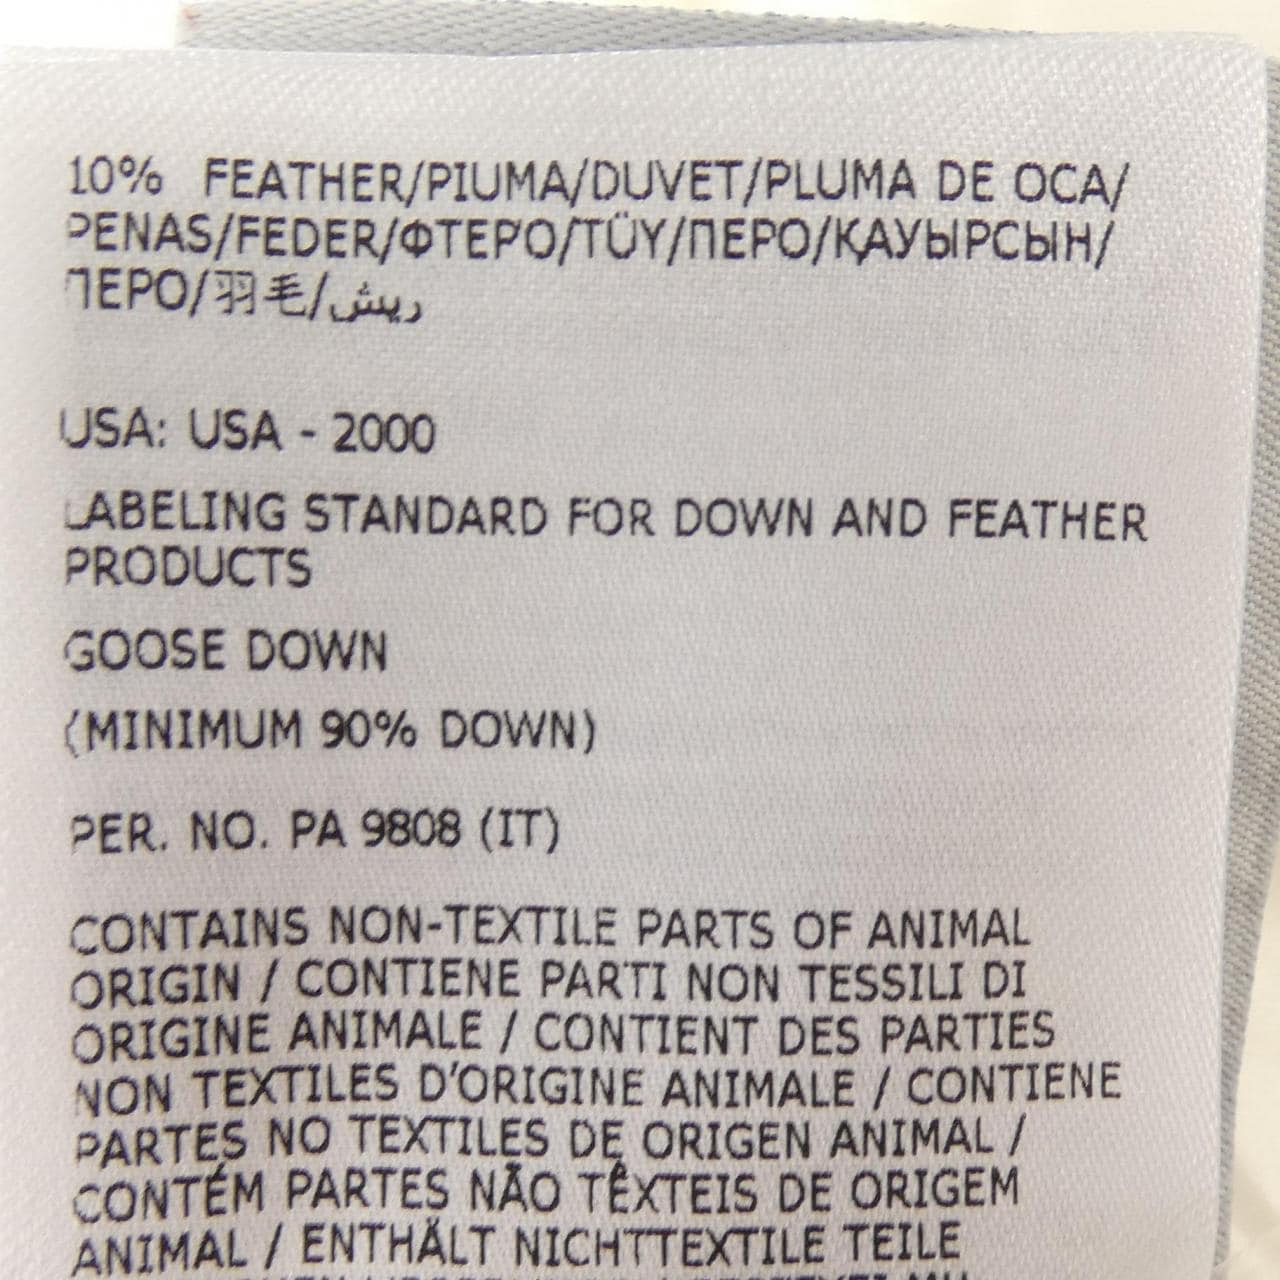 10% FEATHER/PIUMA/DUVET/PLUMA DE OCA/
PENAS/FEDER/ΦΤΕΡΌ/TÜY/ПЕРО/ҚАУЫРСЫН/
ПЕРО/羽毛/ريش
USA: USA - 2000
LABELING STANDARD FOR DOWN AND FEATHER
PRODUCTS
GOOSE DOWN
(MINIMUM 90% DOWN)
PER. NO. PA 9808 (IT)
CONTAINS NON-TEXTILE PARTS OF ANIMAL
ORIGIN / CONTIENE PARTI NON TESSILI DI
ORIGINE ANIMALE / CONTIENT DES PARTIES
NON TEXTILES D'ORIGINE ANIMALE / CONTIENE
PARTES NO TEXTILES DE ORIGEN ANIMAL /
CONTÉM PARTES NÃO TÊXTEIS DE ORIGEM
ANIMAL / ENTHÄLT NICHTTEXTILE TEILE